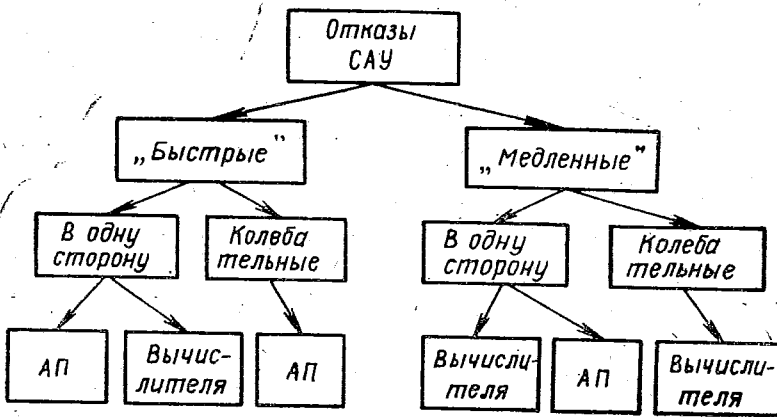 Отказы
САУ
„Быстрые"
„Медленные"
В одну
сторону
Колеба
тельные
В одну
сторону
Колеба
тельные
АП
Вычис-
лителя
АП
Вычисли-
теля
АП
Вычисли-
теля